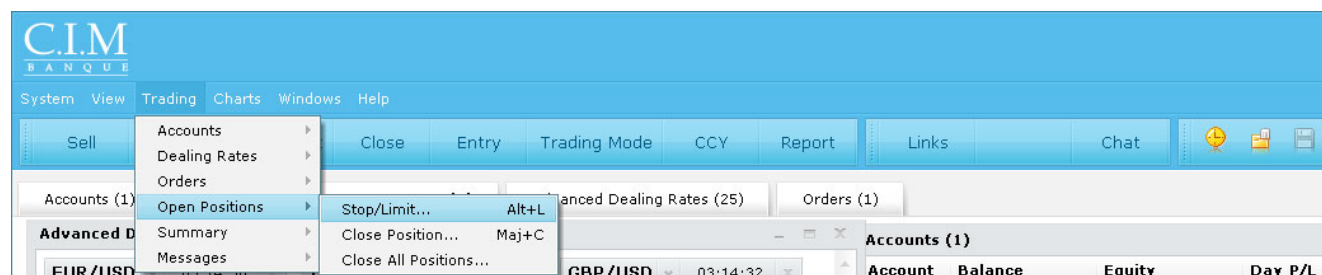 C.I.M
BANQUE
System View Trading Charts Windows Help
Sell Close Entry Trading Mode CCY Report Links Chat
Accounts
Dealing Rates
Orders
Open Positions
Summary
Messages
Stop/Limit... Alt+L
Close Position... Maj+C
Close All Positions...
Accounts (1) anced Dealing Rates (25) Orders (1)
Advanced D Accounts (1)
EUR/USD GBP/USD 03:14:32 Account Balance Equity Day P/L